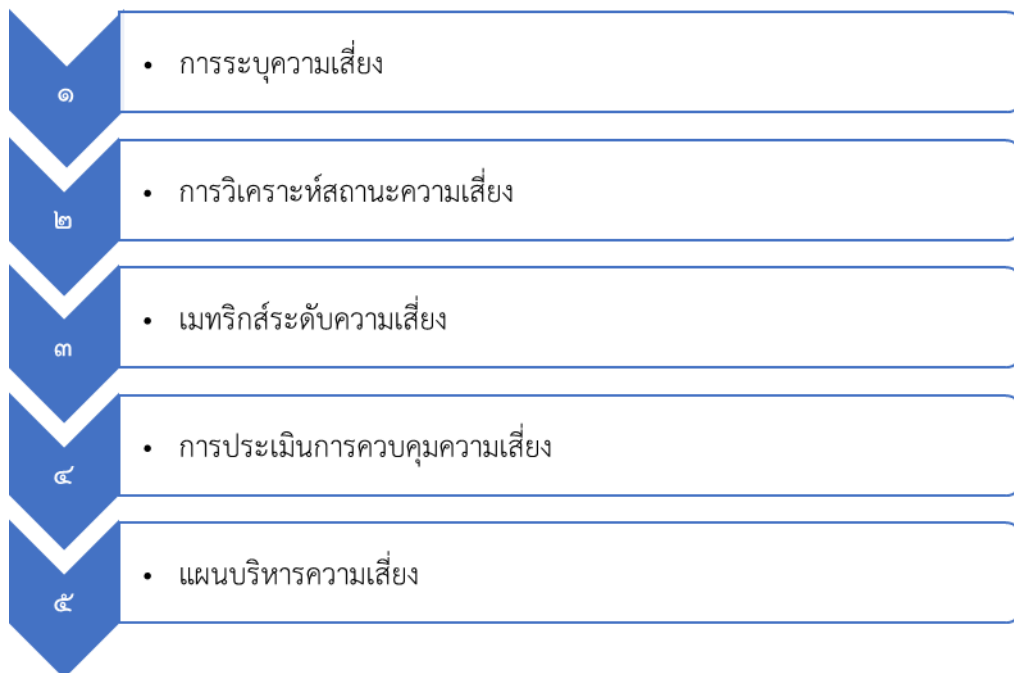 ๑
• การระบุความเสี่ยง
๒
• การวิเคราะห์สถานะความเสี่ยง
๓
• เมทริกส์ระดับความเสี่ยง
๔
• การประเมินการควบคุมความเสี่ยง
๕
• แผนบริหารความเสี่ยง